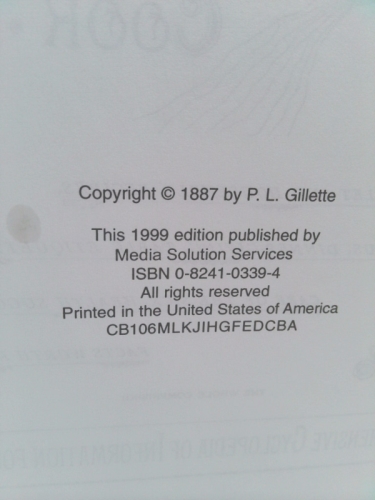 Copyright © 1887 by P. L. Gillette
This 1999 edition published by
Media Solution Services
ISBN 0-8241-0339-4
All rights reserved
Printed in the United States of America
CB106MLKJIHGFEDCBA